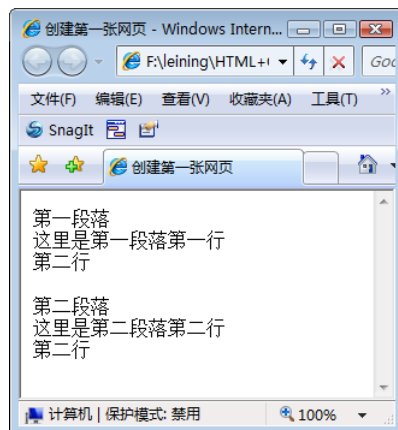 创建第一张网页 - Windows Intern...
F:\leining\HTML+(
Goo
文件(F) 编辑(E) 查看(V) 收藏夹(A) 工具(T) »
SnagIt
创建第一张网页
第一段落
这里是第一段落第一行
第二行
第二段落
这里是第二段落第二行
第二行
计算机 | 保护模式: 禁用 100%